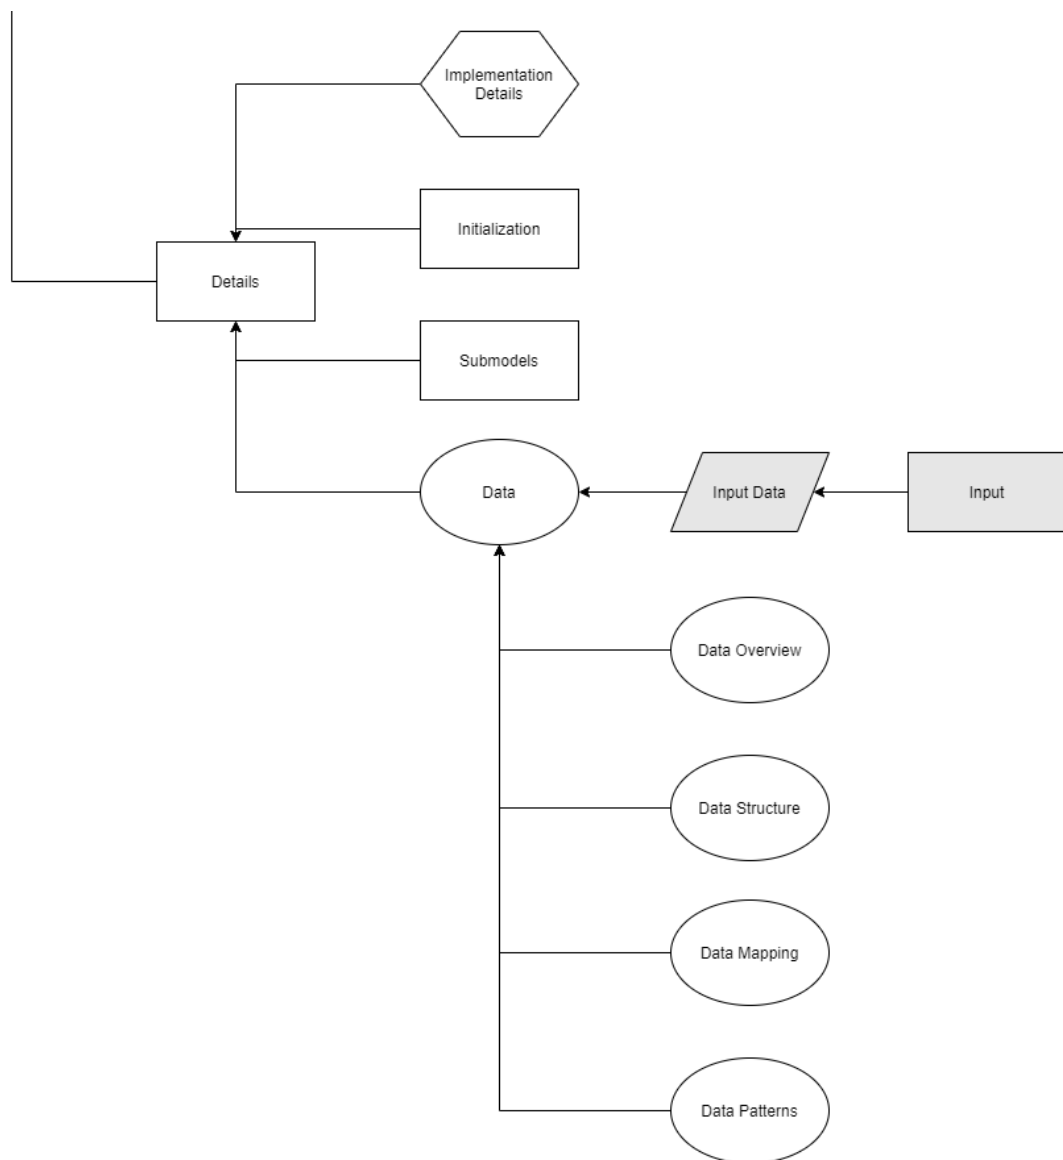 Implementation
Details
Initialization
Details
Submodels
Data
Input Data
Input
Data Overview
Data Structure
Data Mapping
Data Patterns